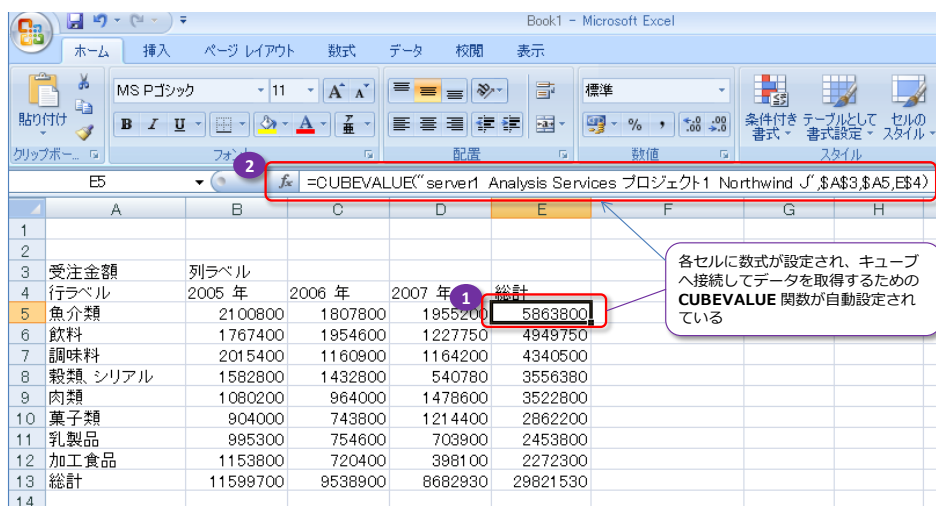 Book1 - Microsoft Excel
ホーム 挿入 ページ レイアウト 数式 データ 校閲 表示
MS Pゴシック 11 A A 標準
貼り付け B I U A % , 条件付き書式 テーブルとして書式設定 セルのスタイル
クリップボー... フォント 配置 数値 スタイル
2
E5 fx =CUBEVALUE("server1 Analysis Services プロジェクト1 Northwind J",$A$3,$A5,E$4)
A B C D E F G H
1
2
3 受注金額 列ラベル
4 行ラベル 2005 年 2006 年 2007 年 総計
1
5 魚介類 2100800 1807800 1955200 5863800
6 飲料 1767400 1954600 1227750 4949750
7 調味料 2015400 1160900 1164200 4340500
8 穀類、シリアル 1582800 1432800 540780 3556380
9 肉類 1080200 964000 1478600 3522800
10 菓子類 904000 743800 1214400 2862200
11 乳製品 995300 754600 703900 2453800
12 加工食品 1153800 720400 398100 2272300
13 総計 11599700 9538900 8682930 29821530
14
各セルに数式が設定され、キューブ
へ接続してデータを取得するための
CUBEVALUE 関数が自動設定され
ている